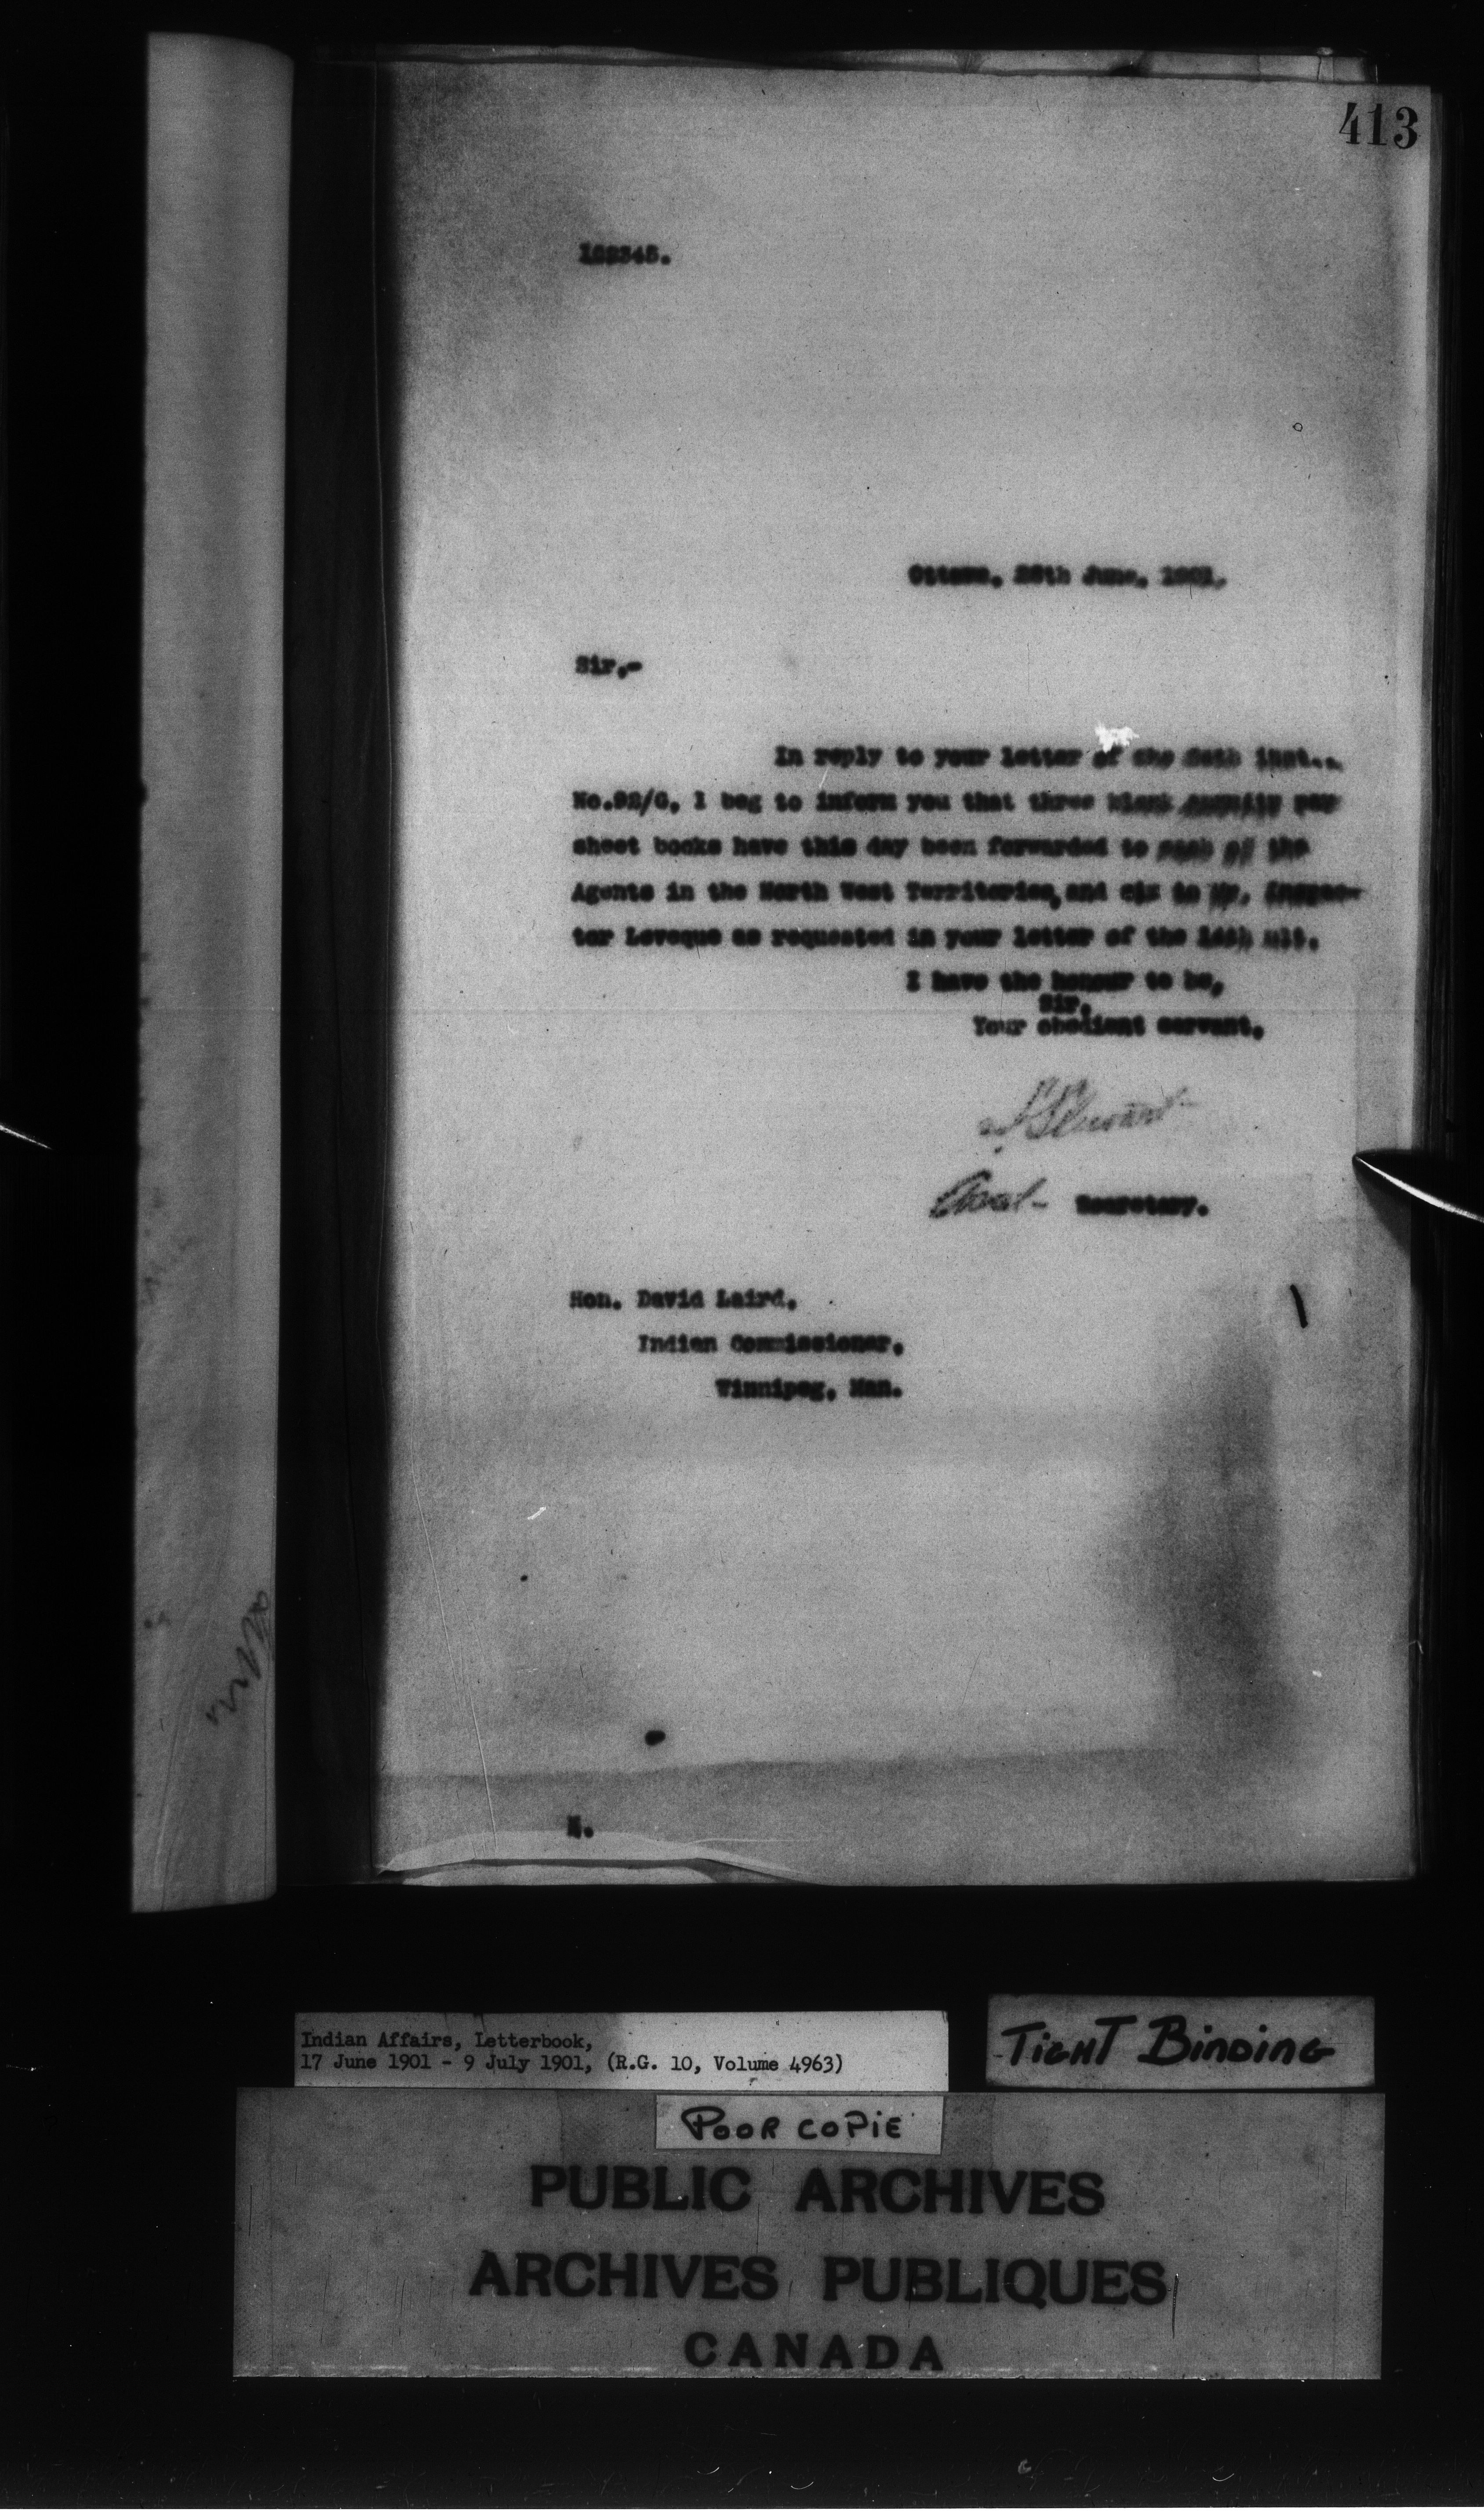 413
162345.
Ottawa, 28th June, 1901.
Sir,-
In reply to your letter of the inst..
No.92/G, I beg to inform you that three blank annuity pay
sheet books have this day been forwarded to each of the
Agents in the North West Territories, and six to Mr. Inspec-
tor Leveque as requested in your letter of the 14th ult.
I have the honour to be,
Sir,
Your obedient servant,
Stewart
Secretary.
Hon. David Laird,
Indian Commissioner,
Winnipeg, Man.
Indian Affairs, Letterbook,
17 June 1901 - 9 July 1901, (R.G. 10, Volume 4963)
TIGHT BINDING
POOR COPIE
PUBLIC ARCHIVES
ARCHIVES PUBLIQUES
CANADA